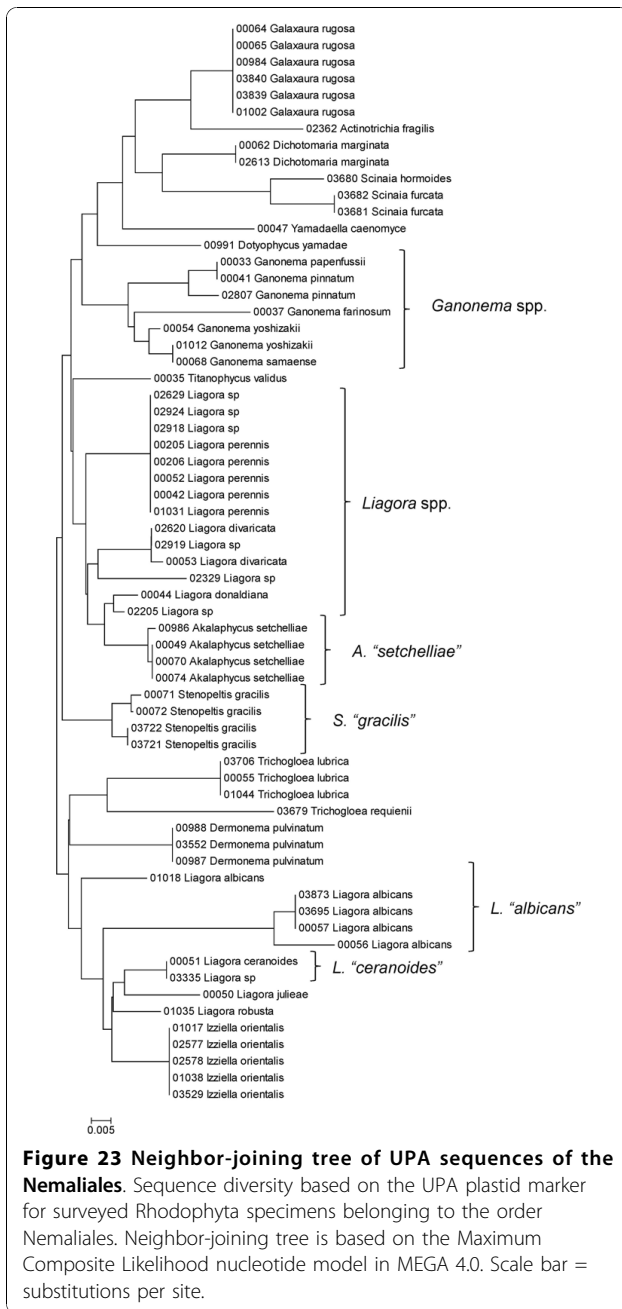 00064 Galaxaura rugosa
00065 Galaxaura rugosa
00984 Galaxaura rugosa
03840 Galaxaura rugosa
03839 Galaxaura rugosa
01002 Galaxaura rugosa
02362 Actinotrichia fragilis
00062 Dichotomaria marginata
02613 Dichotomaria marginata
03680 Scinaia hormoides
03682 Scinaia furcata
03681 Scinaia furcata
00047 Yamadaella caenomyce
00991 Dotyophycus yamadae
00033 Ganonema papenfussii
00041 Ganonema pinnatum
02807 Ganonema pinnatum
00037 Ganonema farinosum
00054 Ganonema yoshizakii
01012 Ganonema yoshizakii
00068 Ganonema samaense
Ganonema spp.
00035 Titanophycus validus
02629 Liagora sp
02924 Liagora sp
02918 Liagora sp
00205 Liagora perennis
00206 Liagora perennis
00052 Liagora perennis
00042 Liagora perennis
01031 Liagora perennis
02620 Liagora divaricata
02919 Liagora sp
00053 Liagora divaricata
02329 Liagora sp
00044 Liagora donaldiana
02205 Liagora sp
Liagora spp.
00986 Akalaphycus setchelliae
00049 Akalaphycus setchelliae
00070 Akalaphycus setchelliae
00074 Akalaphycus setchelliae
A. “setchelliae”
00071 Stenopeltis gracilis
00072 Stenopeltis gracilis
03722 Stenopeltis gracilis
03721 Stenopeltis gracilis
S. “gracilis”
03706 Trichogloea lubrica
00055 Trichogloea lubrica
01044 Trichogloea lubrica
03679 Trichogloea requienii
00988 Dermonema pulvinatum
03552 Dermonema pulvinatum
00987 Dermonema pulvinatum
01018 Liagora albicans
03873 Liagora albicans
03695 Liagora albicans
00057 Liagora albicans
00056 Liagora albicans
L. “albicans”
00051 Liagora ceranoides
03335 Liagora sp
L. “ceranoides”
00050 Liagora julieae
01035 Liagora robusta
01017 Izziella orientalis
02577 Izziella orientalis
02578 Izziella orientalis
01038 Izziella orientalis
03529 Izziella orientalis
0.005
Figure 23 Neighbor-joining tree of UPA sequences of the
Nemaliales. Sequence diversity based on the UPA plastid marker
for surveyed Rhodophyta specimens belonging to the order
Nemaliales. Neighbor-joining tree is based on the Maximum
Composite Likelihood nucleotide model in MEGA 4.0. Scale bar =
substitutions per site.